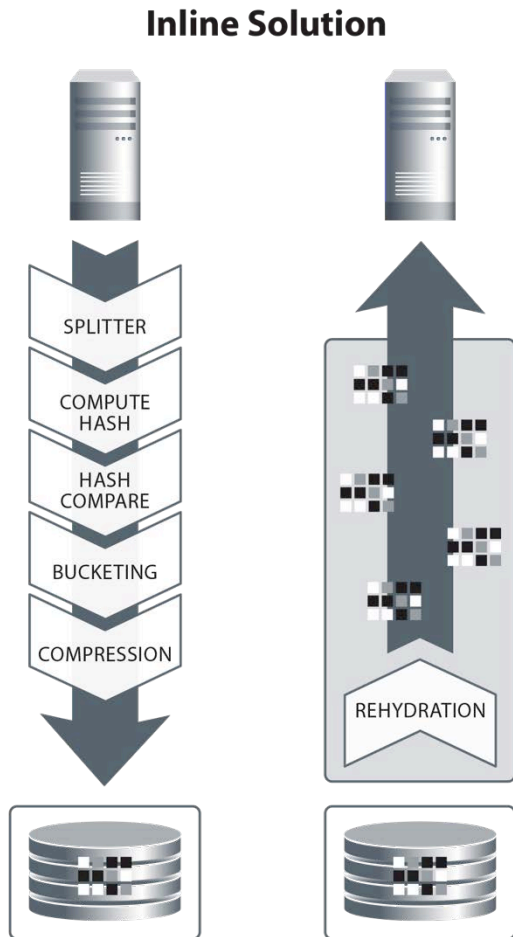 Inline Solution
SPLITTER
COMPUTE
HASH
HASH
COMPARE
BUCKETING
COMPRESSION
REHYDRATION